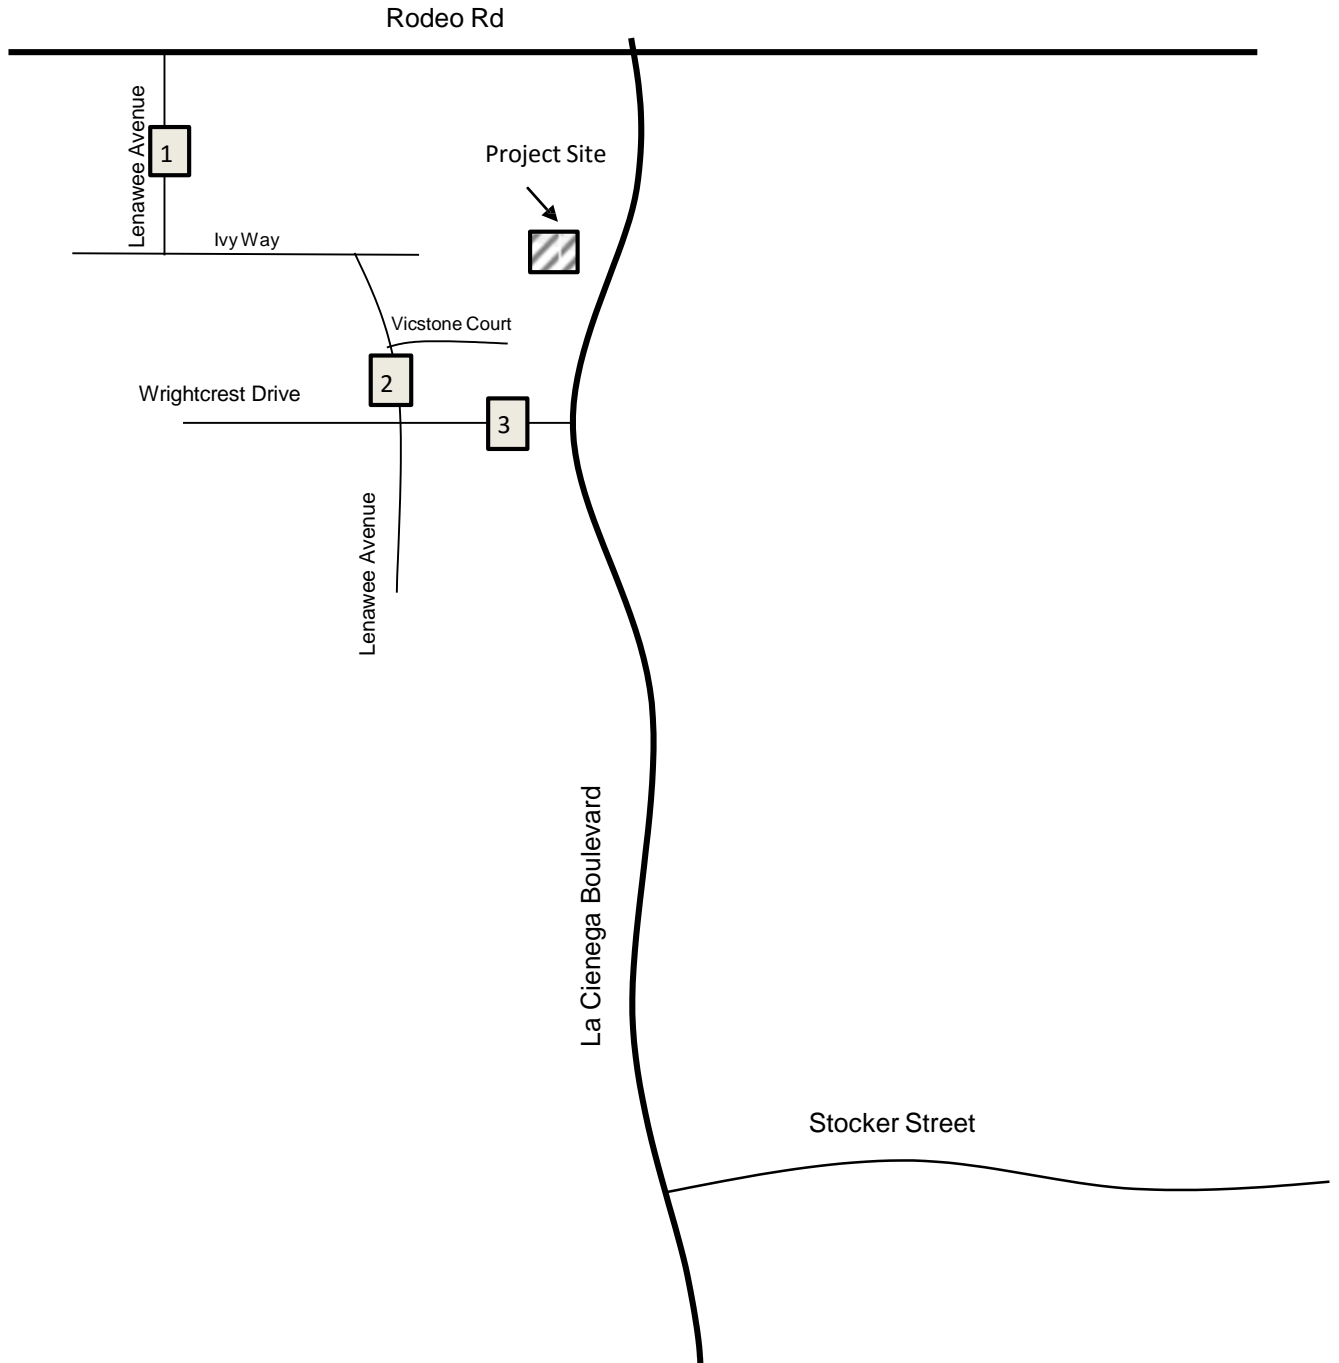 Rodeo Rd
Lenawee Avenue
1
Project Site
Ivy Way
Vicstone Court
2
Wrightcrest Drive
3
Lenawee Avenue
La Cienega Boulevard
Stocker Street